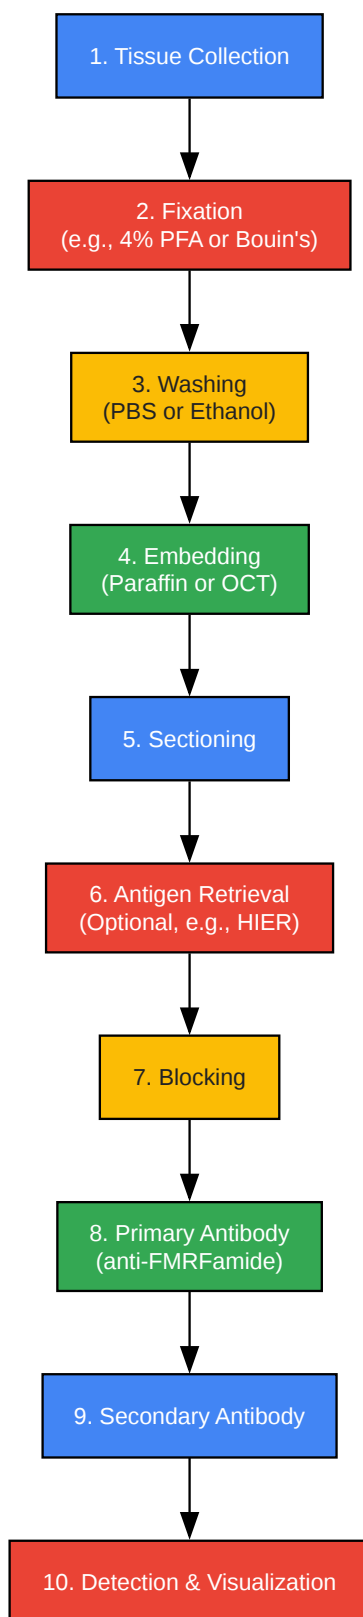 1. Tissue Collection
2. Fixation
(e.g., 4% PFA or Bouin's)
3. Washing
(PBS or Ethanol)
4. Embedding
(Paraffin or OCT)
5. Sectioning
6. Antigen Retrieval
(Optional, e.g., HIER)
7. Blocking
8. Primary Antibody
(anti-FMRFamide)
9. Secondary Antibody
10. Detection & Visualization